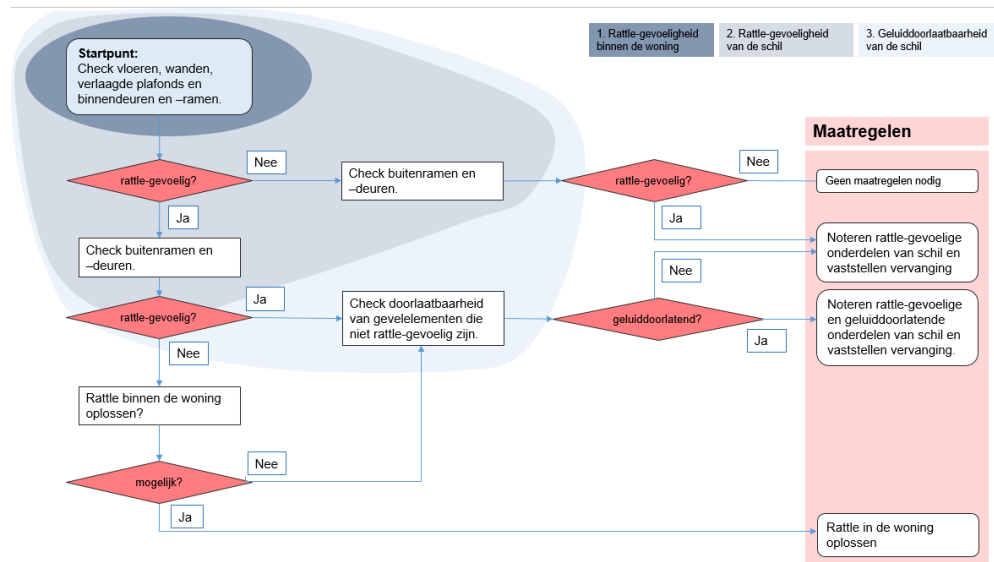 1. Rattle-gevoeligheid
binnen de woning
2. Rattle-gevoeligheid
van de schil
3. Geluiddoorlaatbaarheid
van de schil
Startpunt:
Check vloeren, wanden,
verlaagde plafonds en
binnendeuren en –ramen.
Maatregelen
Nee
rattle-gevoelig?
Check buitenramen en
–deuren.
rattle-gevoelig?
Nee
Geen maatregelen nodig
Ja
Ja
Check buitenramen en
–deuren.
Noteren rattle-gevoelige
onderdelen van schil en
vaststellen vervanging
Nee
rattle-gevoelig?
Ja
Check doorlaatbaarheid
van gevelelementen die
niet rattle-gevoelig zijn.
geluiddoorlatend?
Ja
Noteren rattle-gevoelige
en geluiddoorlatende
onderdelen van schil en
vaststellen vervanging.
Nee
Rattle binnen de woning
oplossen?
Nee
mogelijk?
Ja
Rattle in de woning
oplossen